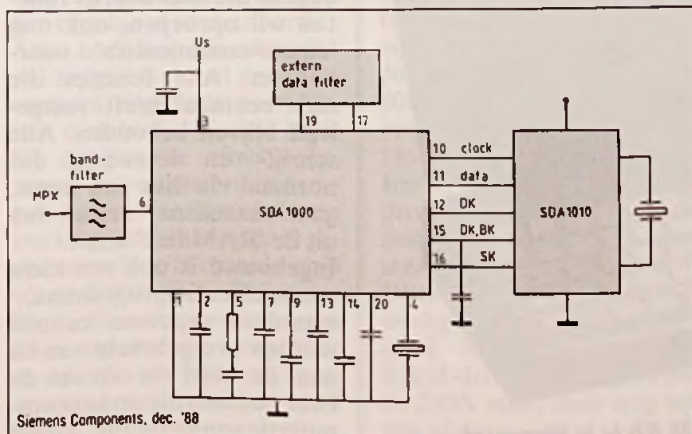 Us
extern
data filter
3
19 17
band-
filter
MPX
6
SDA1000
10 clock
11 data
12 DK
15 DK,BK
16 SK
SDA1010
1 2 5 7 9 13 14 20 4
Siemens Components, dec. '88